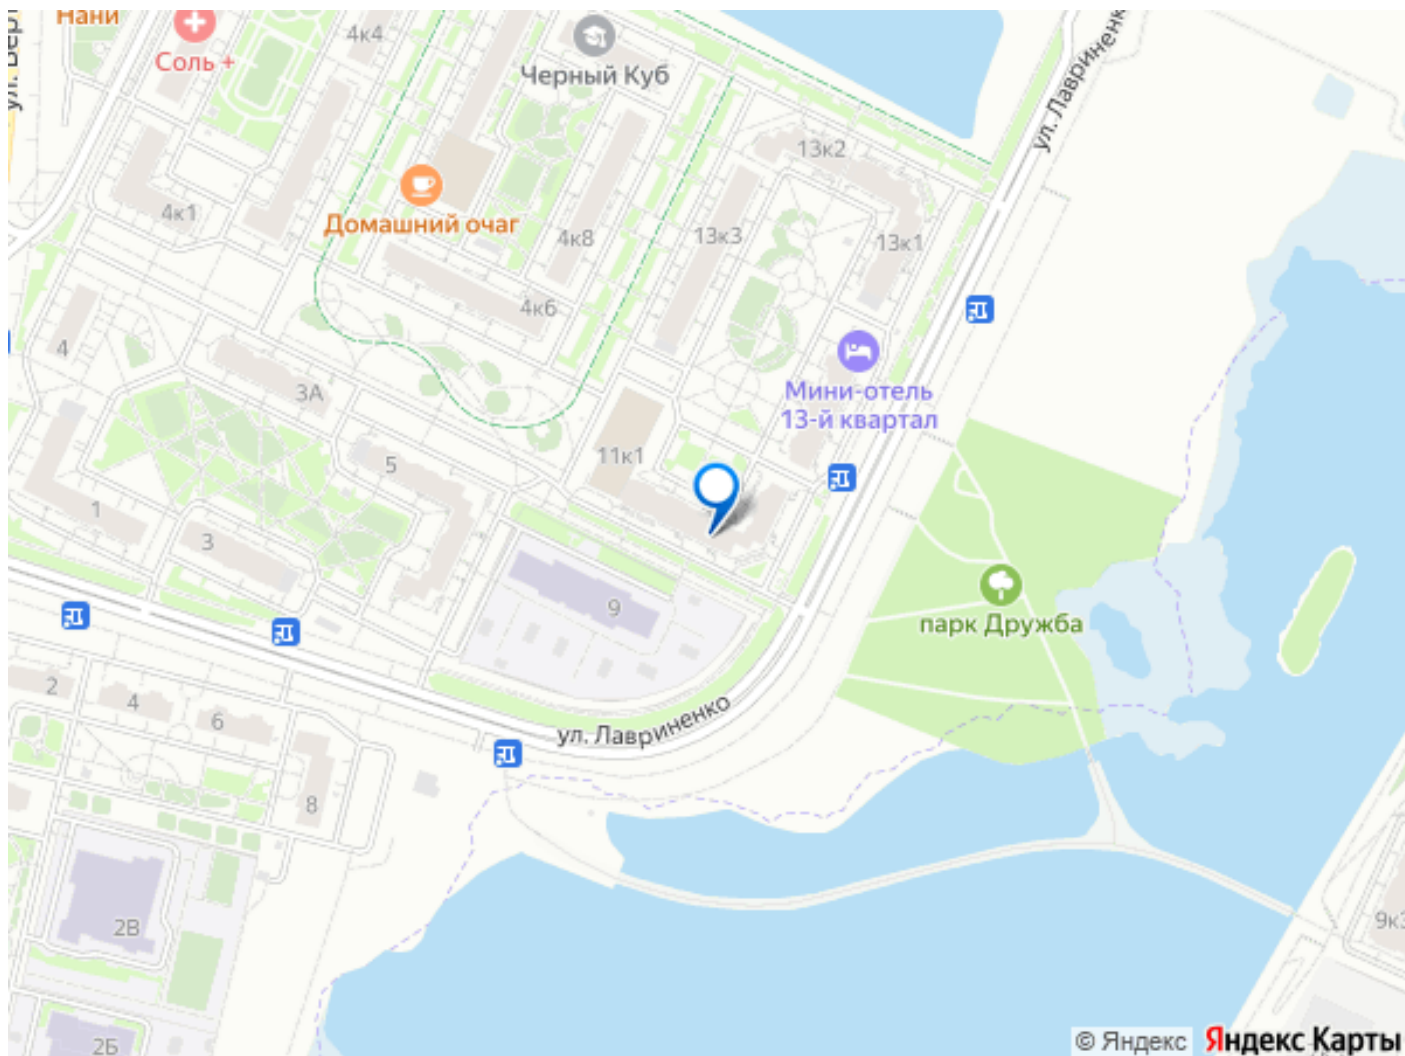 Нани
Соль +
4к4
Черный Куб
ул. Лавриненк
13к2
Домашний очаг
4к1
4к8
13к3
13к1
4к6
4
3А
Мини-отель
13-й квартал
11к1
5
1
3
9
парк Дружба
2
4
6
ул. Лавриненко
8
2В
9к3
2Б
© Яндекс
Яндекс Карты